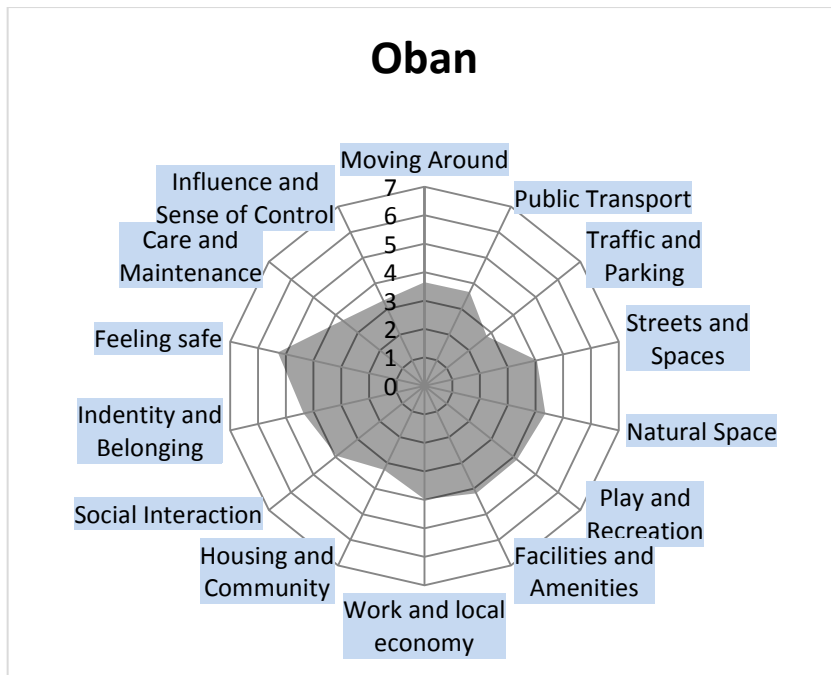 Oban
Moving Around
Public Transport
Traffic and
Parking
Streets and
Spaces
Natural Space
Play and
Recreation
Facilities and
Amenities
Work and local
economy
Housing and
Community
Social Interaction
Indentity and
Belonging
Feeling safe
Care and
Maintenance
Influence and
Sense of Control
7
6
5
4
3
2
1
0